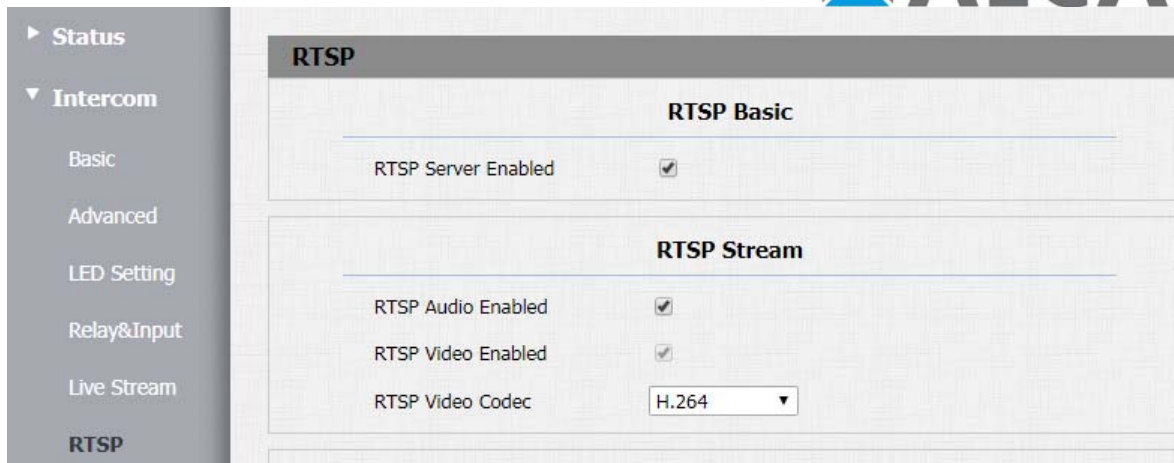 Status
Intercom
Basic
Advanced
LED Setting
Relay&Input
Live Stream
RTSP
RTSP
RTSP Basic
RTSP Server Enabled
RTSP Stream
RTSP Audio Enabled
RTSP Video Enabled
RTSP Video Codec H.264